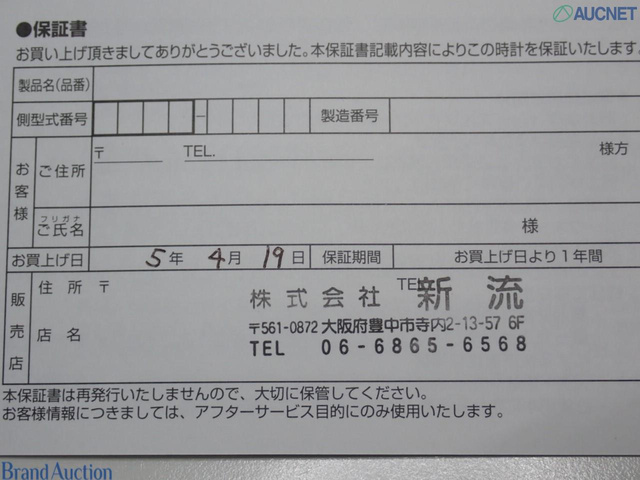 AUCNET
●保証書
お買い上げ頂きましてありがとうございました。本保証書記載内容によりこの時計を保証いたします。
製品名(品番)
側型式番号 － 製造番号
お客様 ご住所 〒 TEL. 様方
フリガナ
ご氏名 様
お買上げ日 5年 4月 19日 保証期間 お買上げ日より1年間
販売店 住所 〒 TEL
株式会社 新流
〒561-0872 大阪府豊中市寺内2-13-57 6F
店名
TEL 06-6865-6568
本保証書は再発行いたしませんので、大切に保管してください。
お客様情報につきましては、アフターサービス目的にのみ使用いたします。
Brand Auction